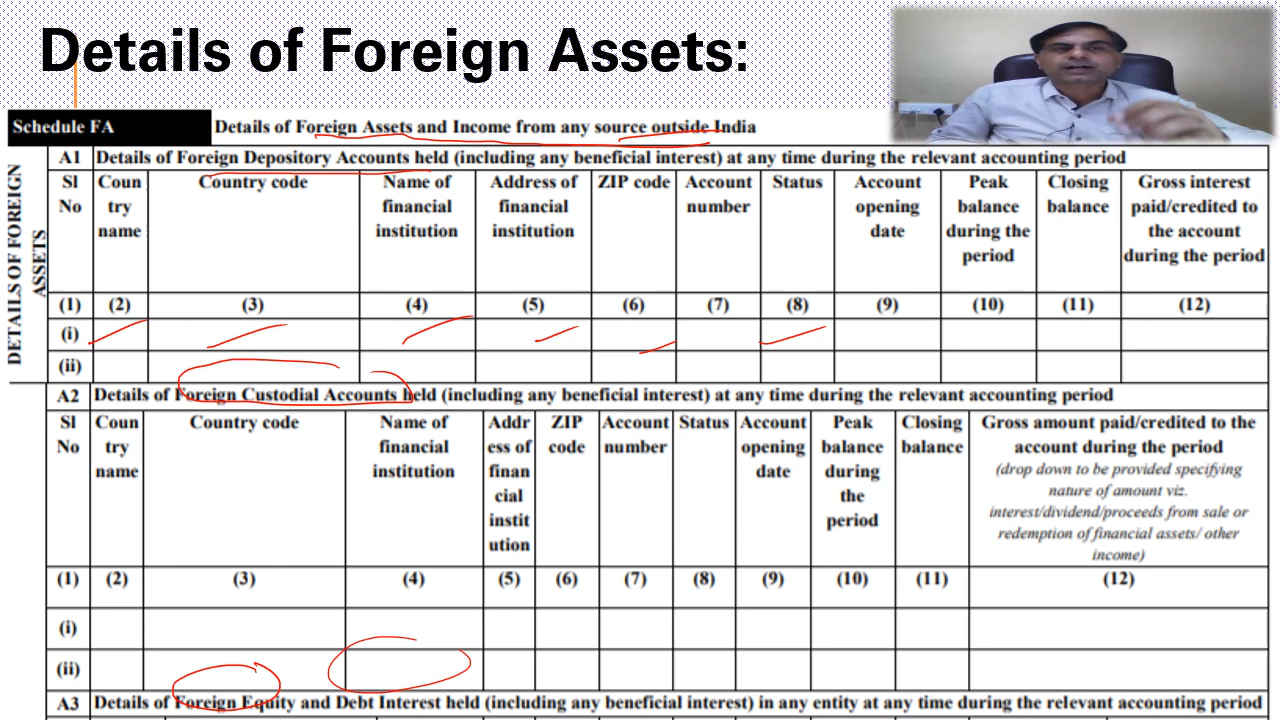 Details of Foreign Assets:
Schedule FA Details of Foreign Assets and Income from any source outside India
DETAILS OF FOREIGN ASSETS
A1 Details of Foreign Depository Accounts held (including any beneficial interest) at any time during the relevant accounting period
Sl No Coun try name Country code Name of financial institution Address of financial institution ZIP code Account number Status Account opening date Peak balance during the period Closing balance Gross interest paid/credited to the account during the period
(1) (2) (3) (4) (5) (6) (7) (8) (9) (10) (11) (12)
(i)
(ii)
A2 Details of Foreign Custodial Accounts held (including any beneficial interest) at any time during the relevant accounting period
Sl No Coun try name Country code Name of financial institution Addr ess of finan cial instit ution ZIP code Account number Status Account opening date Peak balance during the period Closing balance Gross amount paid/credited to the account during the period (drop down to be provided specifying nature of amount viz. interest/dividend/proceeds from sale or redemption of financial assets/ other income)
(1) (2) (3) (4) (5) (6) (7) (8) (9) (10) (11) (12)
(i)
(ii)
A3 Details of Foreign Equity and Debt Interest held (including any beneficial interest) in any entity at any time during the relevant accounting period